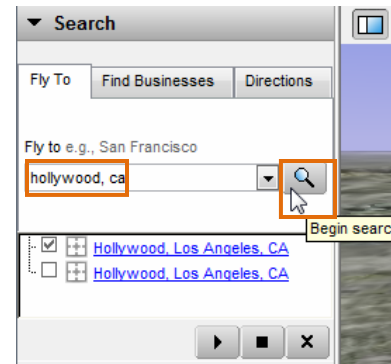 Search
Fly To Find Businesses Directions
Fly to e.g., San Francisco
hollywood, ca
Begin searc
Hollywood, Los Angeles, CA
Hollywood, Los Angeles, CA